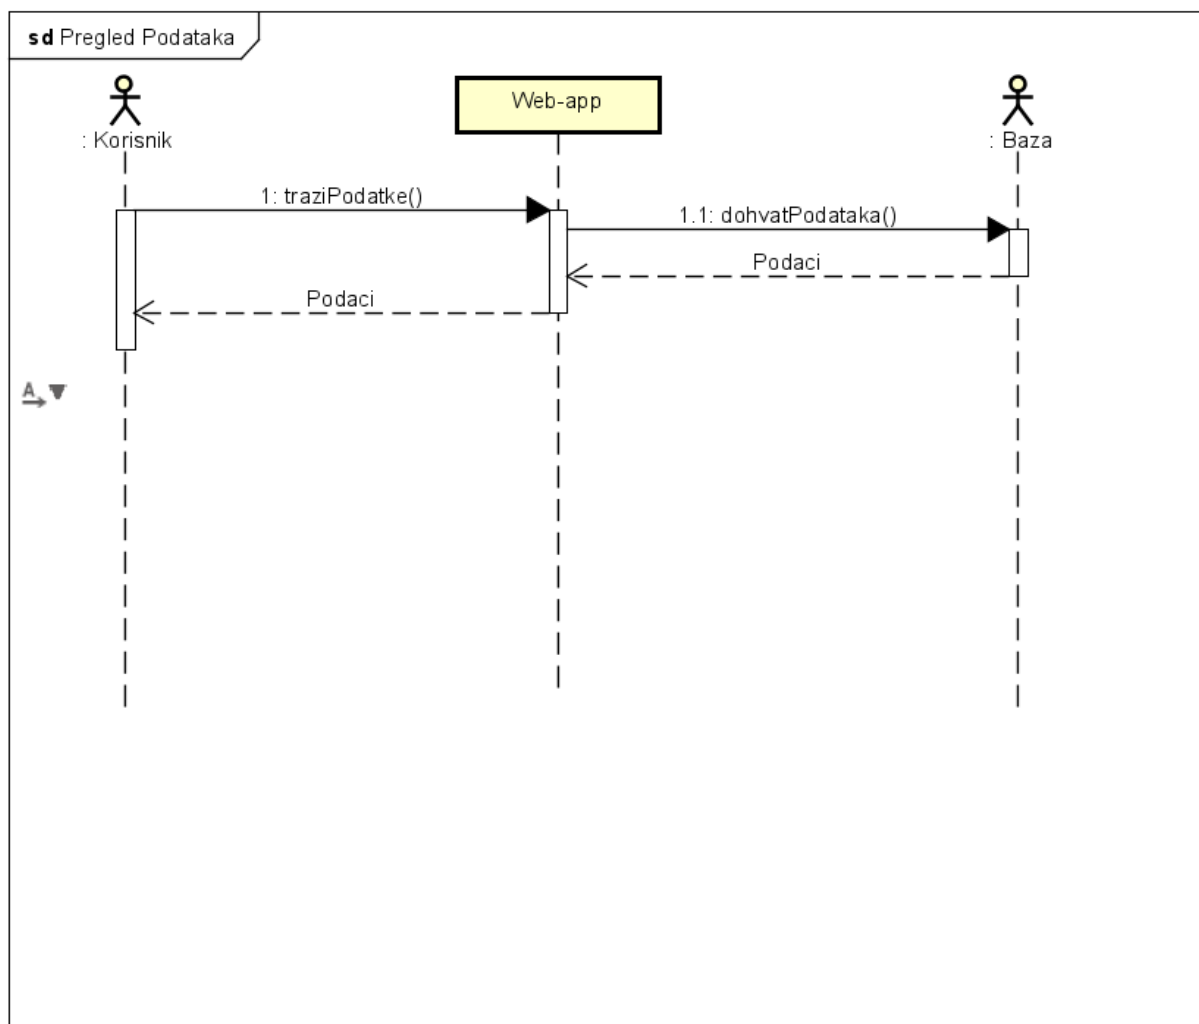 sd Pregled Podataka
Web-app
: Korisnik
: Baza
1: traziPodatke()
1.1: dohvatPodataka()
Podaci
Podaci
A